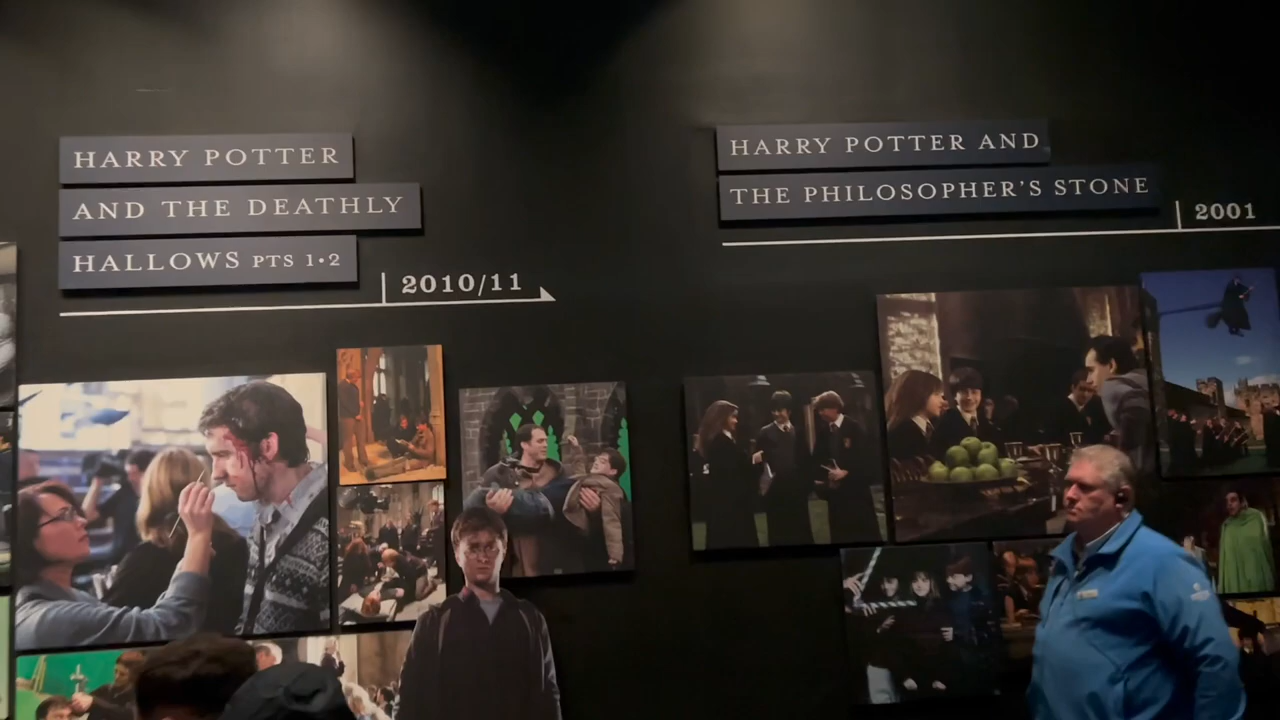 HARRY POTTER
AND THE DEATHLY
HALLOWS PTS 1•2
2010/11
HARRY POTTER AND
THE PHILOSOPHER'S STONE
2001